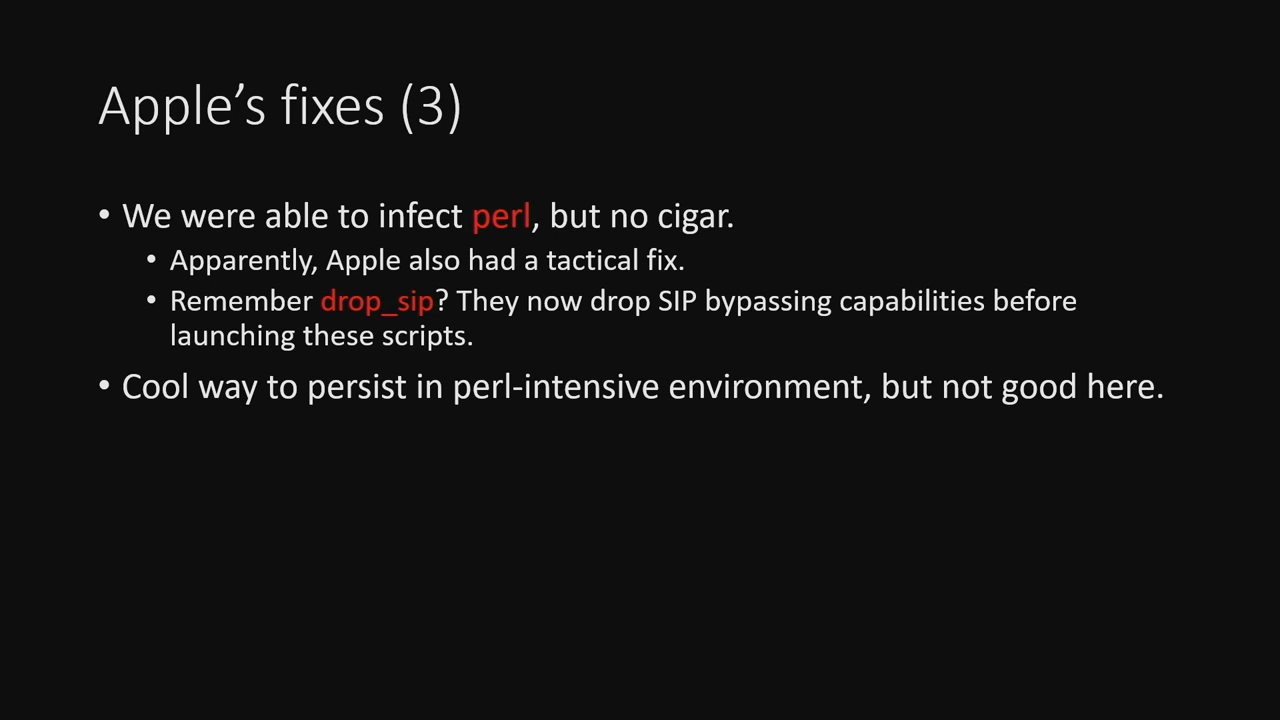 Apple’s fixes (3)
• We were able to infect perl, but no cigar.
• Apparently, Apple also had a tactical fix.
• Remember drop_sip? They now drop SIP bypassing capabilities before
launching these scripts.
• Cool way to persist in perl-intensive environment, but not good here.